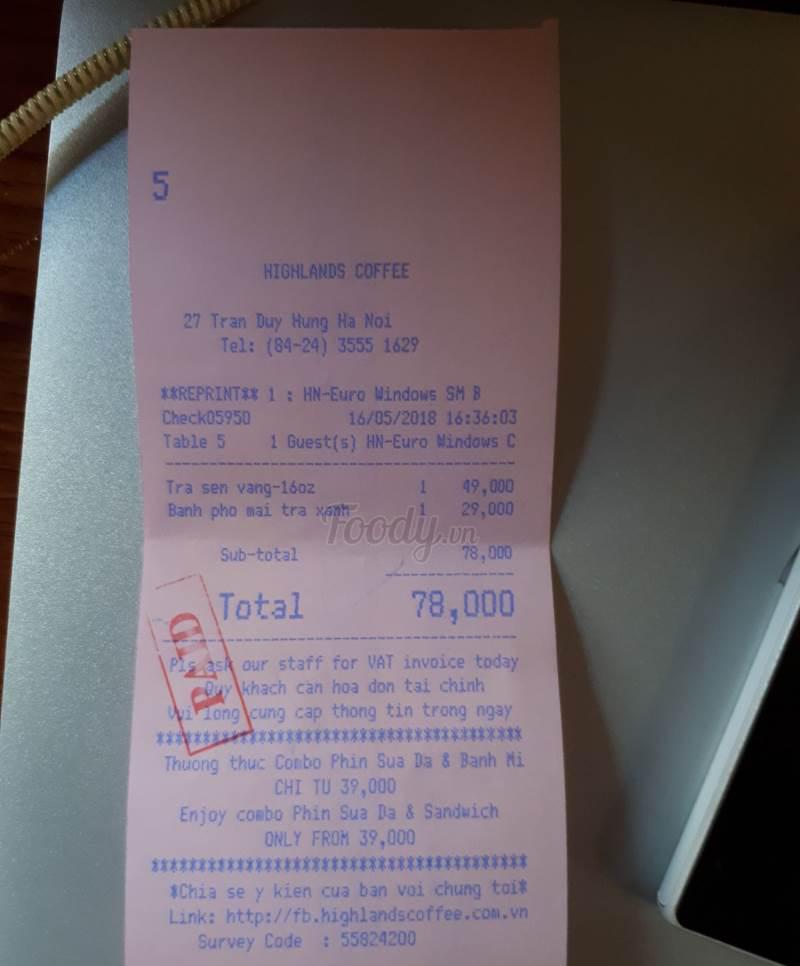 5
HIGHLANDS COFFEE
27 Tran Duy Hung Ha Noi
Tel: (84-24) 3555 1629
**REPRINT** 1 : HN-Euro Windows SM B
Check05950 16/05/2018 16:36:03
Table 5 1 Guest(s) HN-Euro Windows C
Tra sen vang-16oz 1 49,000
Banh pho mai tra xanh 1 29,000
Foody.vn
Sub-total 78,000
Total 78,000
PAID
Pls ask our staff for VAT invoice today
Quy khach can hoa don tai chinh
Vui long cung cap thong tin trong ngay
****************************************
Thuong thuc Combo Phin Sua Da & Banh Mi
CHI TU 39,000
Enjoy combo Phin Sua Da & Sandwich
ONLY FROM 39,000
****************************************
*Chia se y kien cua ban voi chung toi*
Link: http://fb.highlandscoffee.com.vn
Survey Code : 55824200